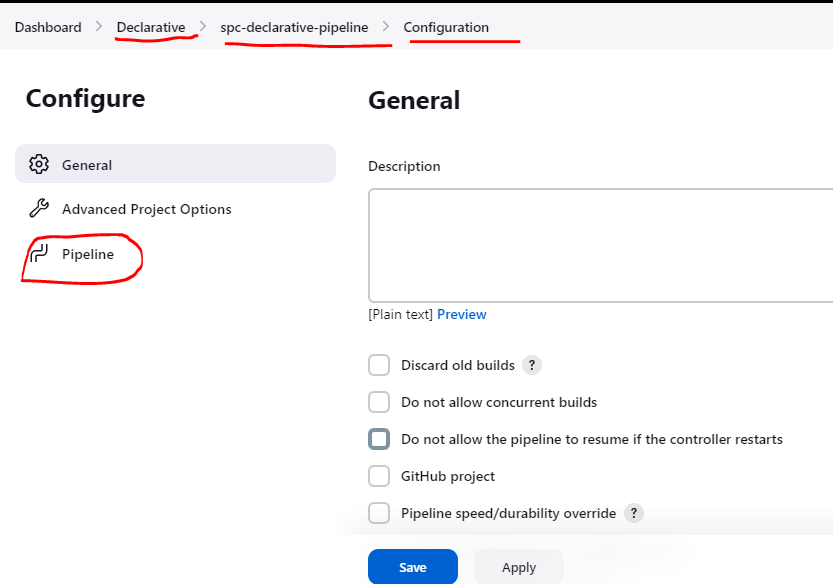 Dashboard > Declarative > spc-declarative-pipeline > Configuration
Configure
General
Advanced Project Options
Pipeline
General
Description
[Plain text] Preview
Discard old builds ?
Do not allow concurrent builds
Do not allow the pipeline to resume if the controller restarts
GitHub project
Pipeline speed/durability override ?
Save Apply